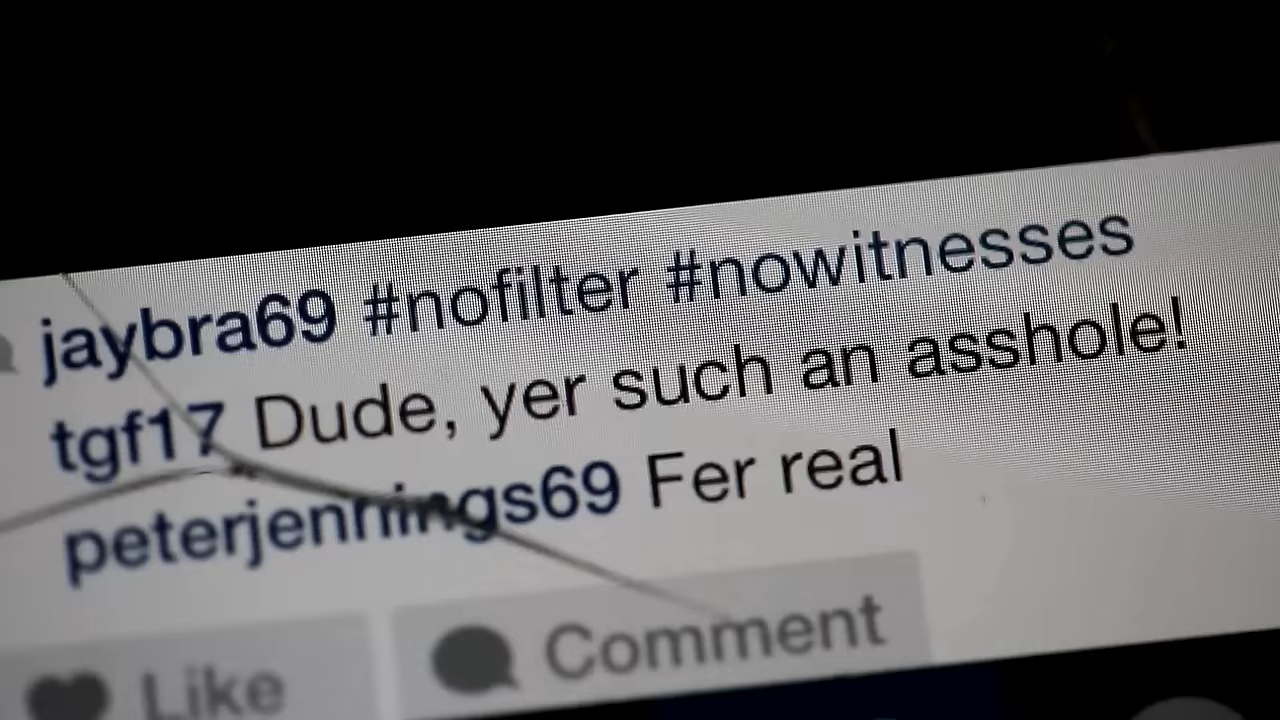 jaybra69 #nofilter #nowitnesses
tgf17 Dude, yer such an asshole!
peterjennings69 Fer real
Like Comment